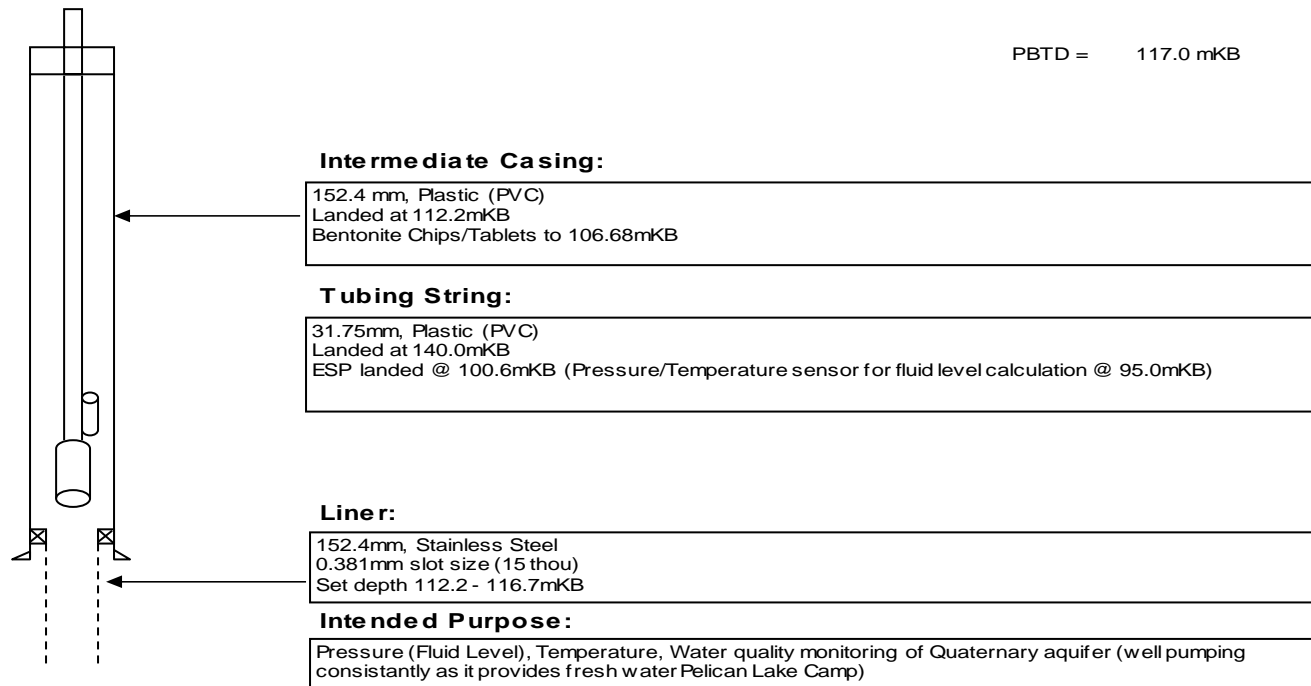 PBTD = 117.0 mKB
Intermediate Casing:
152.4 mm, Plastic (PVC)
Landed at 112.2mKB
Bentonite Chips/Tablets to 106.68mKB
Tubing String:
31.75mm, Plastic (PVC)
Landed at 140.0mKB
ESP landed @ 100.6mKB (Pressure/Temperature sensor for fluid level calculation @ 95.0mKB)
Liner:
152.4mm, Stainless Steel
0.381mm slot size (15 thou)
Set depth 112.2 - 116.7mKB
Intended Purpose:
Pressure (Fluid Level), Temperature, Water quality monitoring of Quaternary aquifer (well pumping
consistantly as it provides fresh water Pelican Lake Camp)